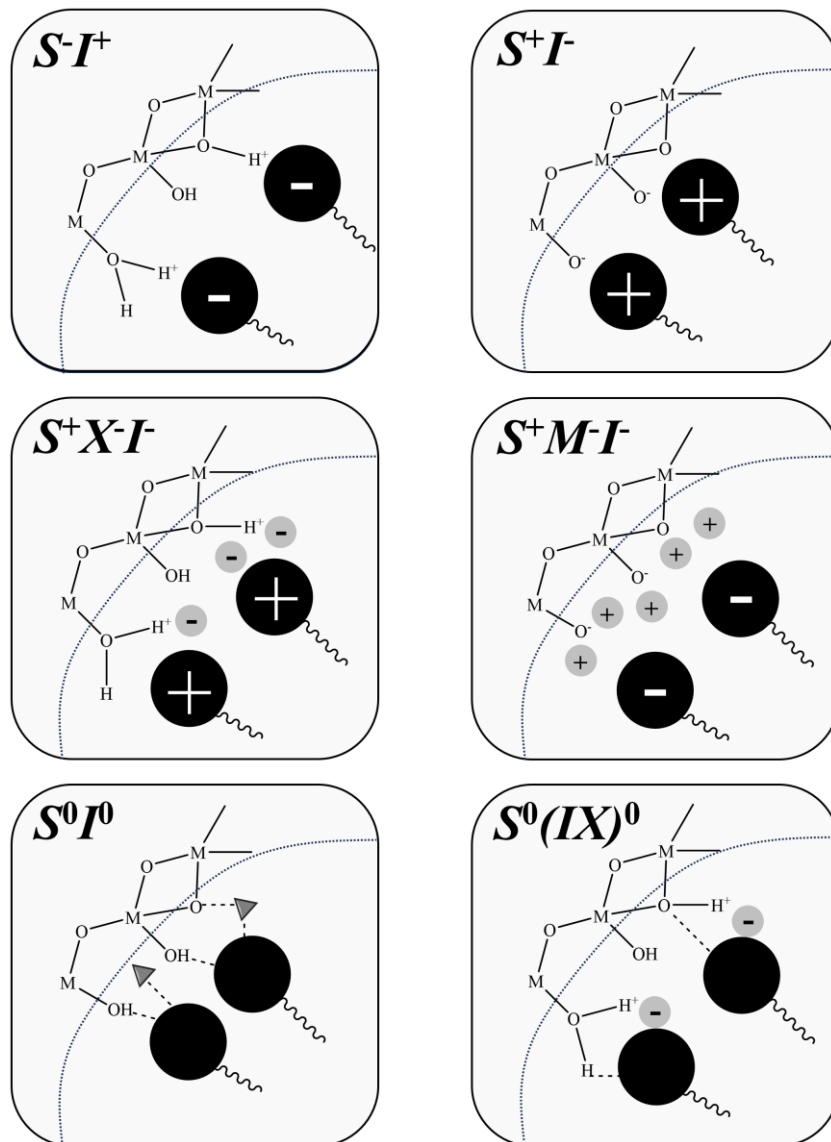 S⁻I⁺
M
O
O
H⁺
M
O
OH
M
O
H⁺
H
-
-
S⁺I⁻
M
O
O
M
O
O⁻
M
O⁻
+
+
S⁺X⁻I⁻
M
O
O
H⁺
-
M
-
O
OH
+
M
H⁺
-
O
H
+
S⁺M⁻I⁻
M
O
+
O
M
+
O
O⁻
-
M
+
+
O⁻
+
-
S⁰I⁰
M
O
O
M
O
OH
M
OH
S⁰(IX)⁰
M
O
O
H⁺
-
M
O
OH
M
H⁺
-
O
H